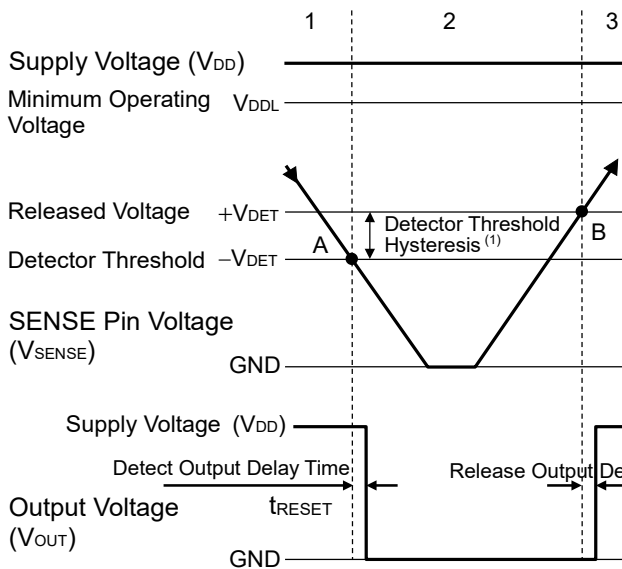 1 2 3
Supply Voltage (VDD)
Minimum Operating
Voltage
VDDL
Released Voltage +VDET
Detector Threshold
Hysteresis (1)
A
B
Detector Threshold −VDET
SENSE Pin Voltage
(VSENSE)
GND
Supply Voltage (VDD)
Detect Output Delay Time
Release Output De
tRESET
Output Voltage
(VOUT)
GND